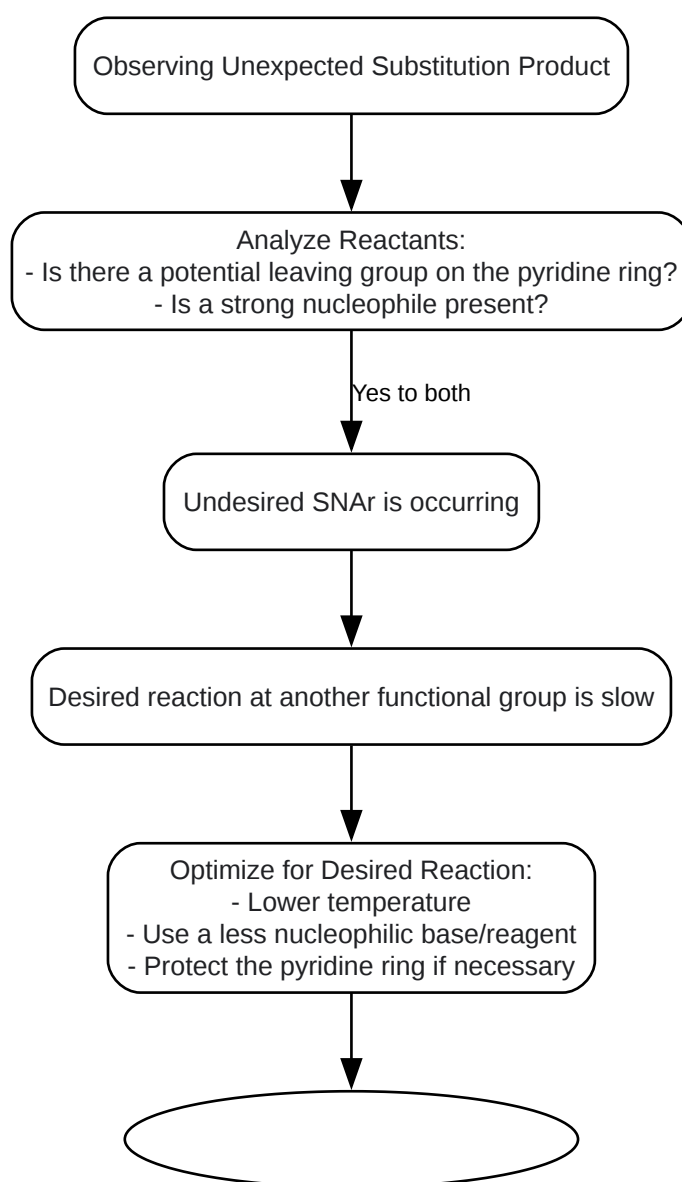 Observing Unexpected Substitution Product
Analyze Reactants:
- Is there a potential leaving group on the pyridine ring?
- Is a strong nucleophile present?
Yes to both
Undesired SNAr is occurring
Desired reaction at another functional group is slow
Optimize for Desired Reaction:
- Lower temperature
- Use a less nucleophilic base/reagent
- Protect the pyridine ring if necessary